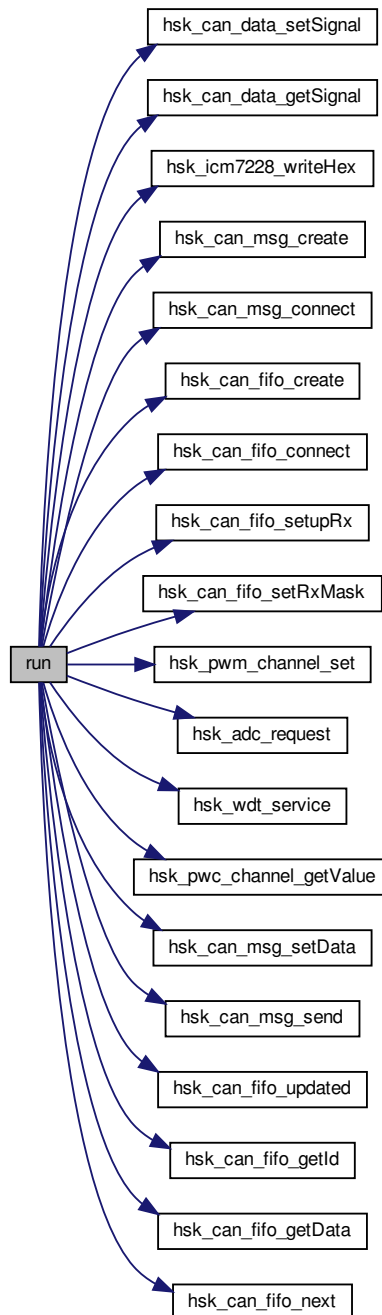 hsk_can_data_setSignal
hsk_can_data_getSignal
hsk_icm7228_writeHex
hsk_can_msg_create
hsk_can_msg_connect
hsk_can_fifo_create
hsk_can_fifo_connect
hsk_can_fifo_setupRx
hsk_can_fifo_setRxMask
run
hsk_pwm_channel_set
hsk_adc_request
hsk_wdt_service
hsk_pwc_channel_getValue
hsk_can_msg_setData
hsk_can_msg_send
hsk_can_fifo_updated
hsk_can_fifo_getId
hsk_can_fifo_getData
hsk_can_fifo_next